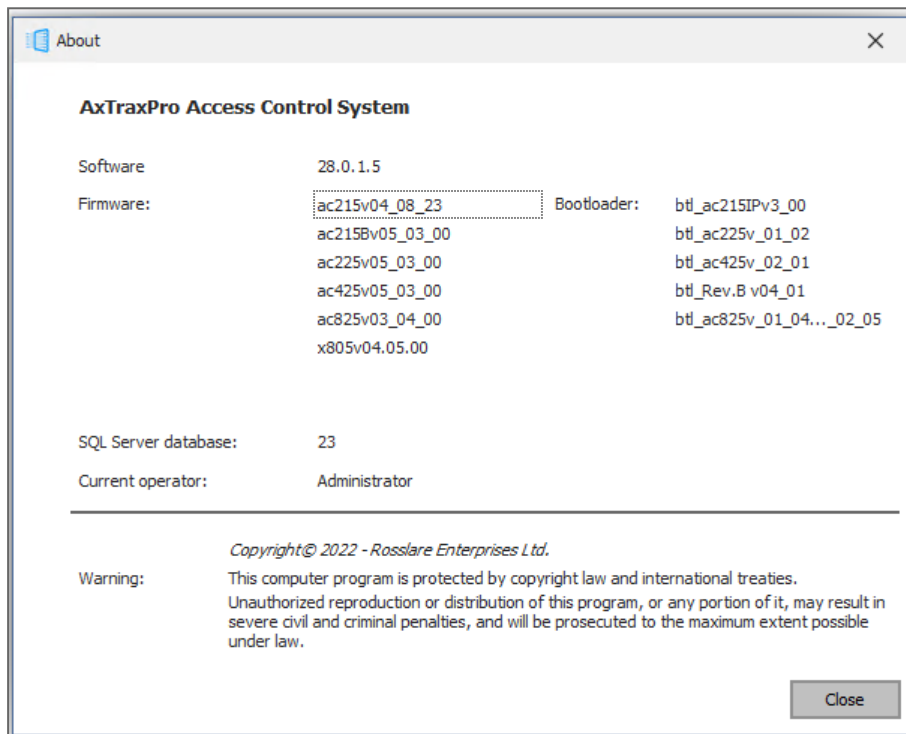 About
AxTraxPro Access Control System
Software 28.0.1.5
Firmware: ac215v04_08_23 Bootloader: btl_ac215IPv3_00
ac215Bv05_03_00 btl_ac225v_01_02
ac225v05_03_00 btl_ac425v_02_01
ac425v05_03_00 btl_Rev.B v04_01
ac825v03_04_00 btl_ac825v_01_04..._02_05
x805v04.05.00
SQL Server database: 23
Current operator: Administrator
Copyright© 2022 - Rosslare Enterprises Ltd.
Warning: This computer program is protected by copyright law and international treaties.
Unauthorized reproduction or distribution of this program, or any portion of it, may result in
severe civil and criminal penalties, and will be prosecuted to the maximum extent possible
under law.
Close